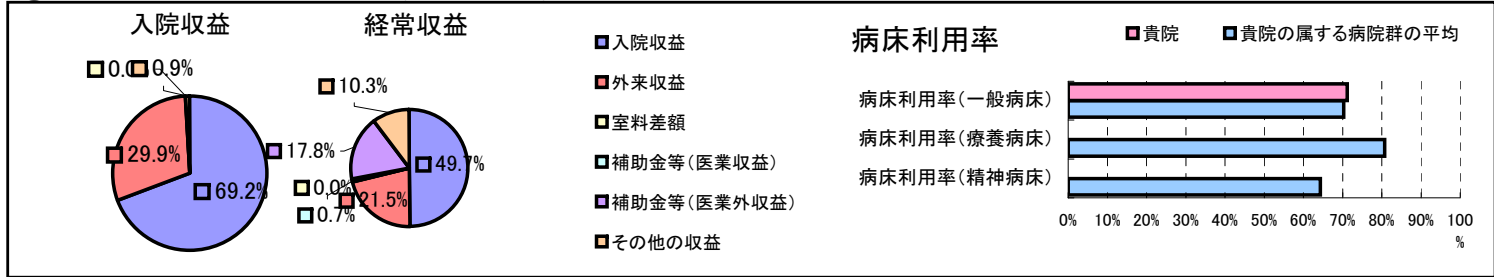 入院収益
0.0
0.9%
29.9%
69.2%
経常収益
10.3%
17.8%
49.7%
0.0%
21.5%
0.7%
入院収益
外来収益
室料差額
補助金等(医業収益)
補助金等(医業外収益)
その他の収益
病床利用率
貴院 貴院の属する病院群の平均
病床利用率(一般病床)
病床利用率(療養病床)
病床利用率(精神病床)
0% 10% 20% 30% 40% 50% 60% 70% 80% 90% 100
%